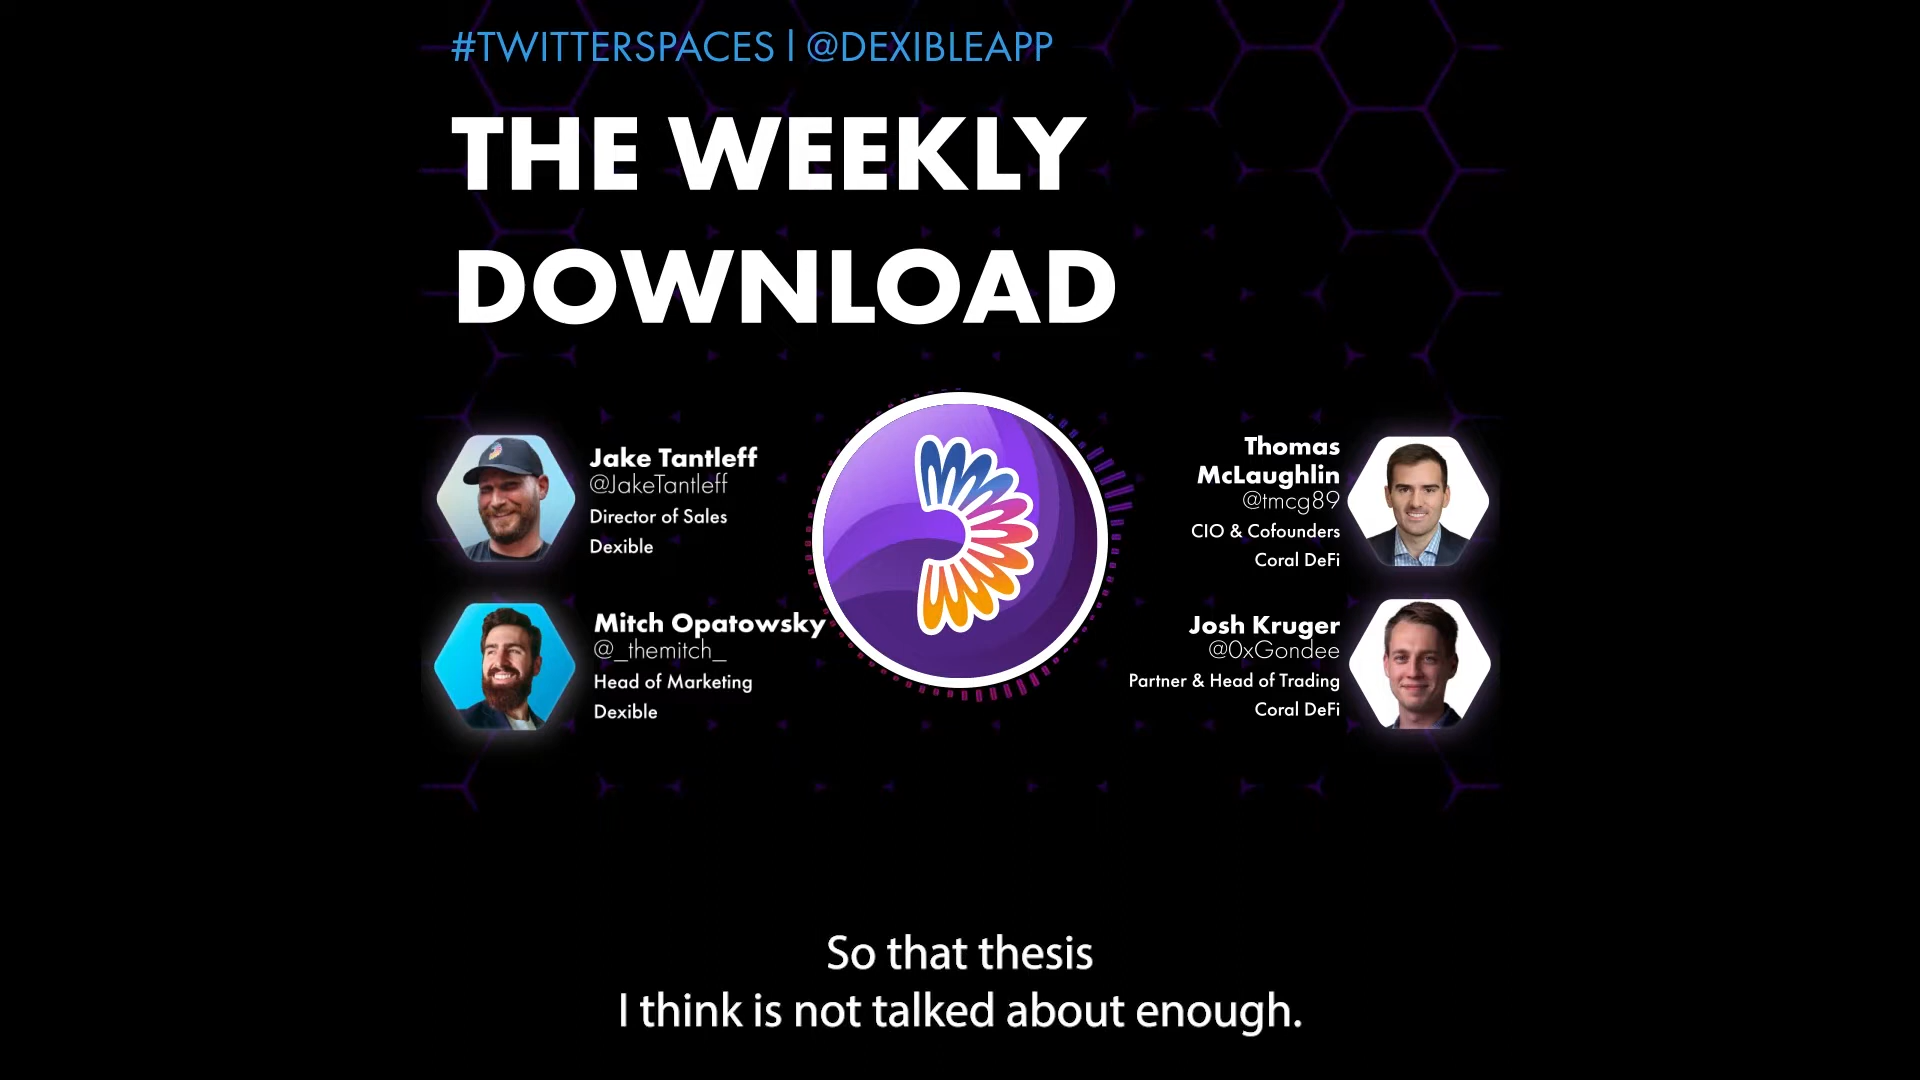 #TWITTERSPACES | @DEXIBLEAPP
THE WEEKLY
DOWNLOAD
Jake Tantleff
@JakeTantleff
Director of Sales
Dexible
Mitch Opatowsky
@_themitch_
Head of Marketing
Dexible
Thomas
McLaughlin
@tmcg89
CIO & Cofounders
Coral DeFi
Josh Kruger
@0xGondee
Partner & Head of Trading
Coral DeFi
So that thesis
I think is not talked about enough.